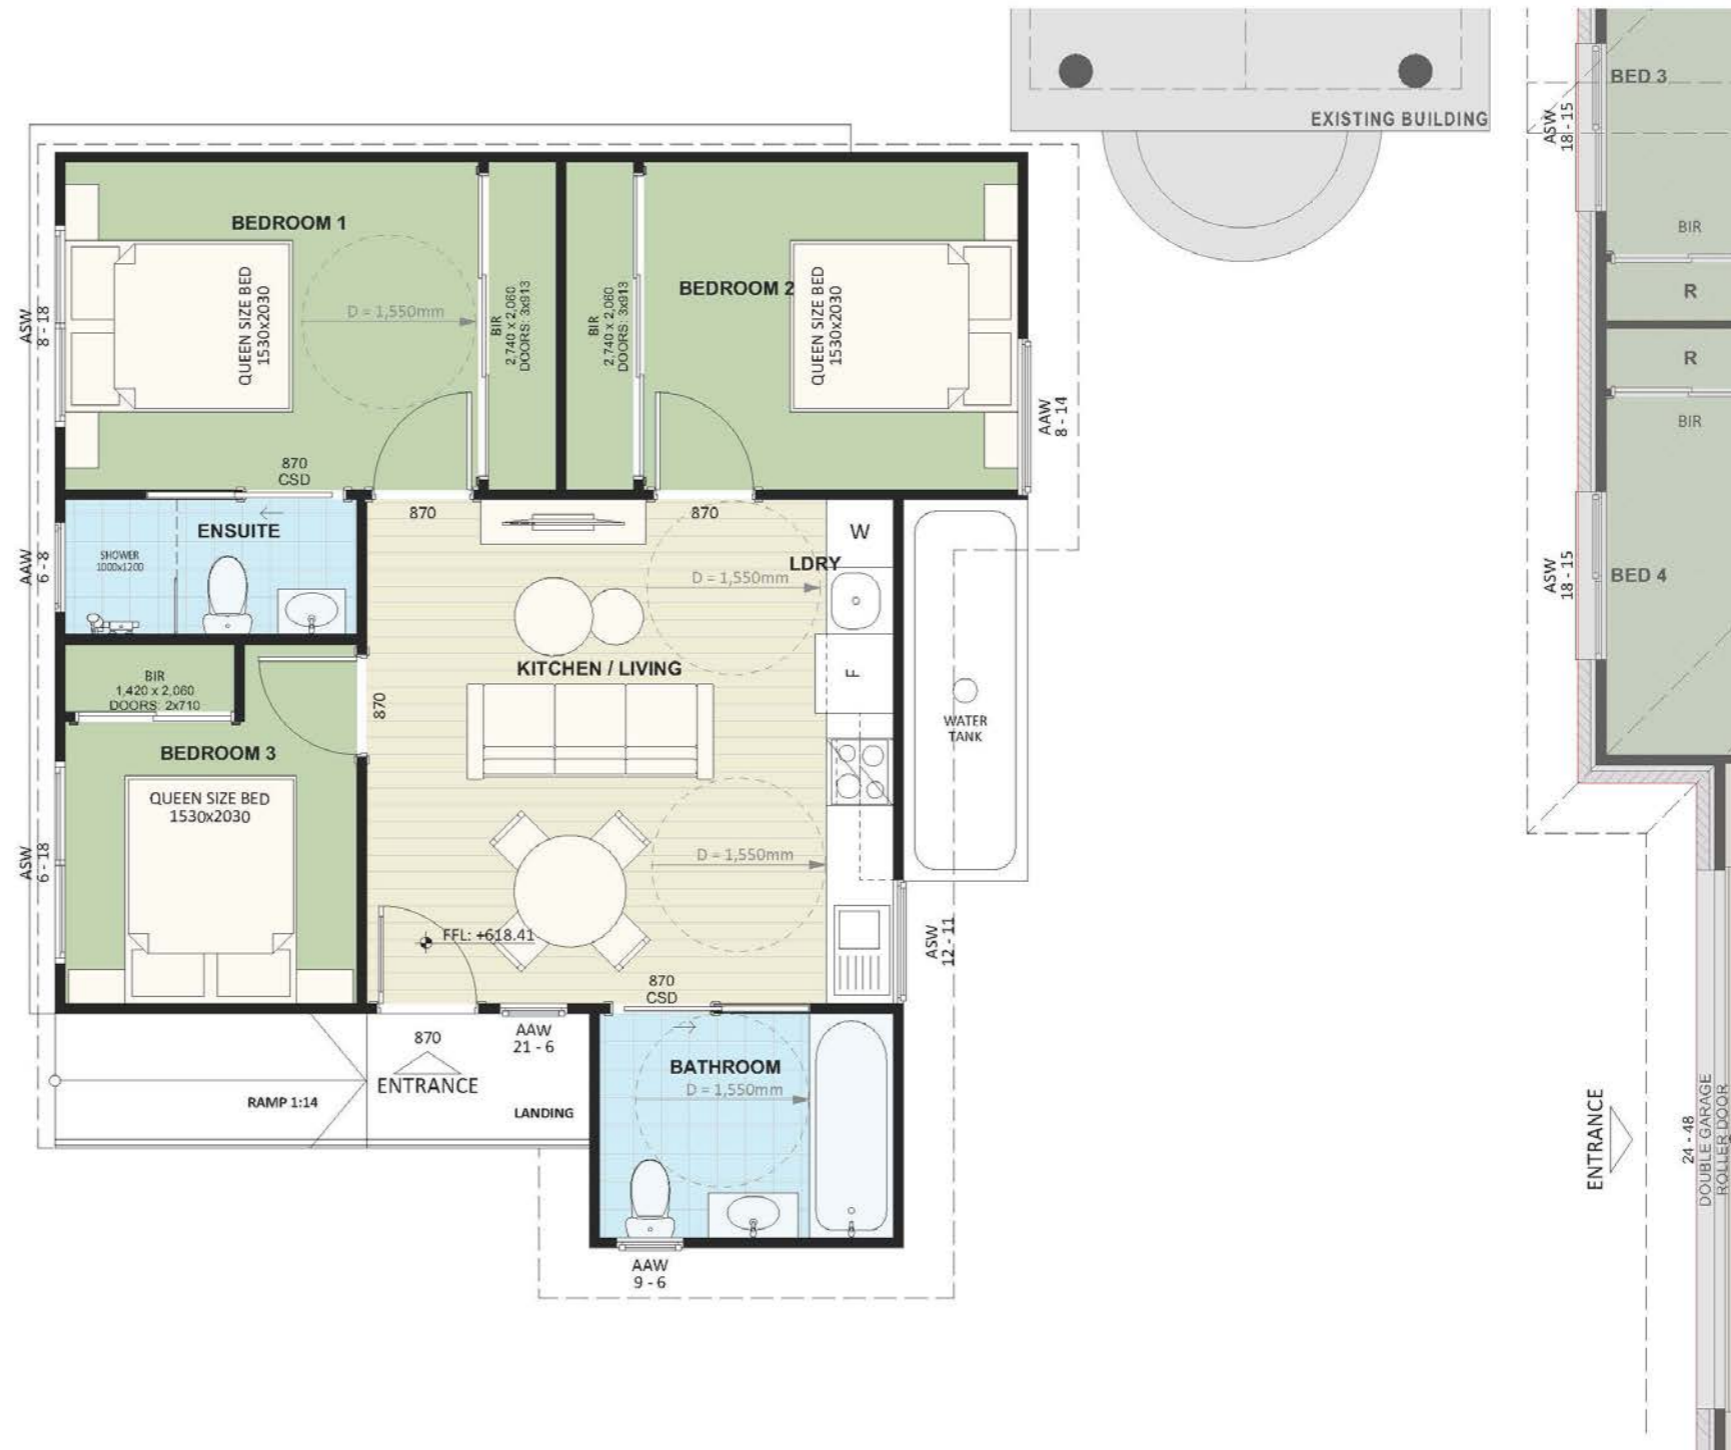 EXISTING BUILDING
BED 3
ASW
18 - 15
BIR
R
R
BIR
BED 4
ASW
18 - 15
BEDROOM 1
QUEEN SIZE BED
1530x2030
D = 1,550mm
BIR
2,740 x 2,060
DOORS: 3x913
BIR
2,740 x 2,060
DOORS: 3x913
BEDROOM 2
QUEEN SIZE BED
1530x2030
ASW
8 - 18
AAW
8 - 14
870
CSD
870
870
ENSUITE
SHOWER
1000x1200
AAW
6 - 8
W
LDRY
D = 1,550mm
F
KITCHEN / LIVING
WATER
TANK
BIR
1,420 x 2,060
DOORS: 2x710
870
BEDROOM 3
QUEEN SIZE BED
1530x2030
ASW
6 - 18
D = 1,550mm
FFL: +618.41
ASW
12 - 11
870
CSD
870
ENTRANCE
AAW
21 - 6
RAMP 1:14
LANDING
BATHROOM
D = 1,550mm
AAW
9 - 6
ENTRANCE
24 - 48
DOUBLE GARAGE
ROLLER DOOR